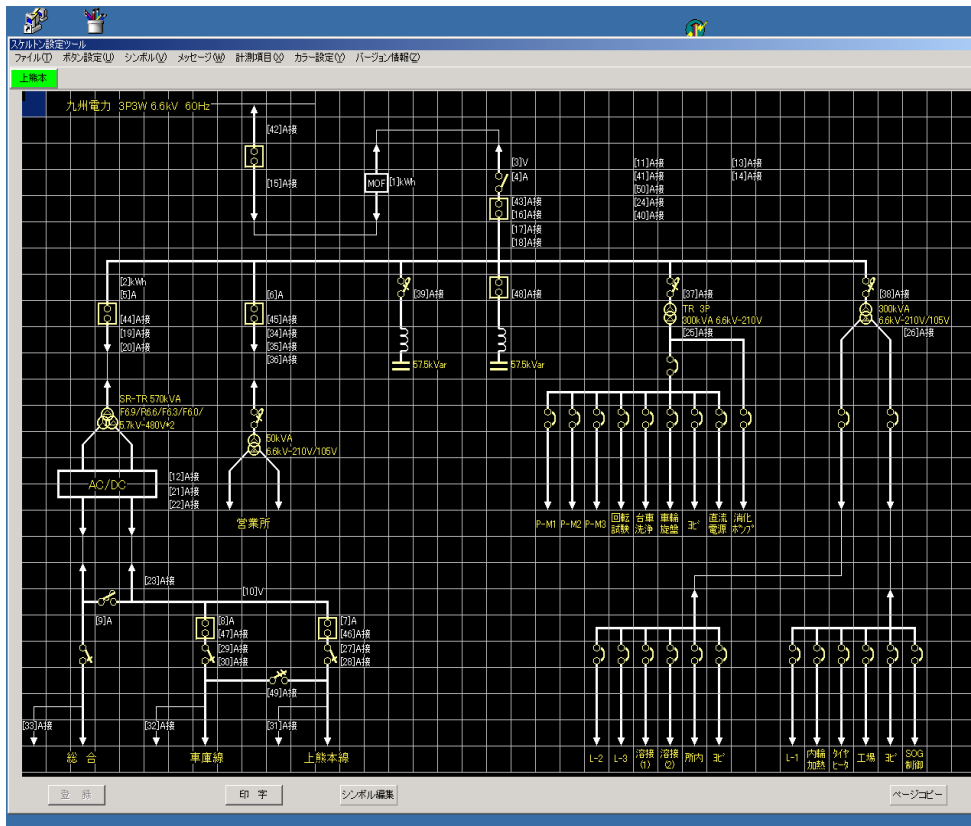 スケルトン設定ツール
ファイル(T) ボタン設定(U) シンボル(V) メッセージ(W) 計測項目(X) カラー設定(Y) バージョン情報(Z)
上熊本
九州電力 3P3W 6.6kV 60Hz
[42]A接
[15]A接
MOF
[1]kWh
[3]V
[4]A
[43]A接
[16]A接
[17]A接
[18]A接
[11]A接
[41]A接
[50]A接
[24]A接
[40]A接
[13]A接
[14]A接
[2]kWh
[5]A
[44]A接
[19]A接
[20]A接
[6]A
[45]A接
[34]A接
[35]A接
[36]A接
[39]A接
57.5kVar
[48]A接
57.5kVar
[37]A接
TR 3P
300kVA 6.6kV-210V
[25]A接
[38]A接
300kVA
6.6kV-210V/105V
[26]A接
SR-TR 570kVA
F6.9/R6.6/F6.3/F6.0/
5.7kV-480V*2
50kVA
6.6kV-210V/105V
AC/DC
[12]A接
[21]A接
[22]A接
営業所
P-M1 P-M2 P-M3 回転試験 台車洗浄 車輪旋盤 ヨビ 直流電源 消化ポンプ
[23]A接
[10]V
[9]A
[8]A
[47]A接
[29]A接
[30]A接
[7]A
[46]A接
[27]A接
[28]A接
[49]A接
[33]A接
[32]A接
[31]A接
総 合
車庫線
上熊本線
L-2 L-3 溶接(1) 溶接(2) 所内 ヨビ
L-1 内輪加熱 タイヤヒータ 工場 ヨビ SOG制御
登 録
印 字
シンボル編集
ページコピー